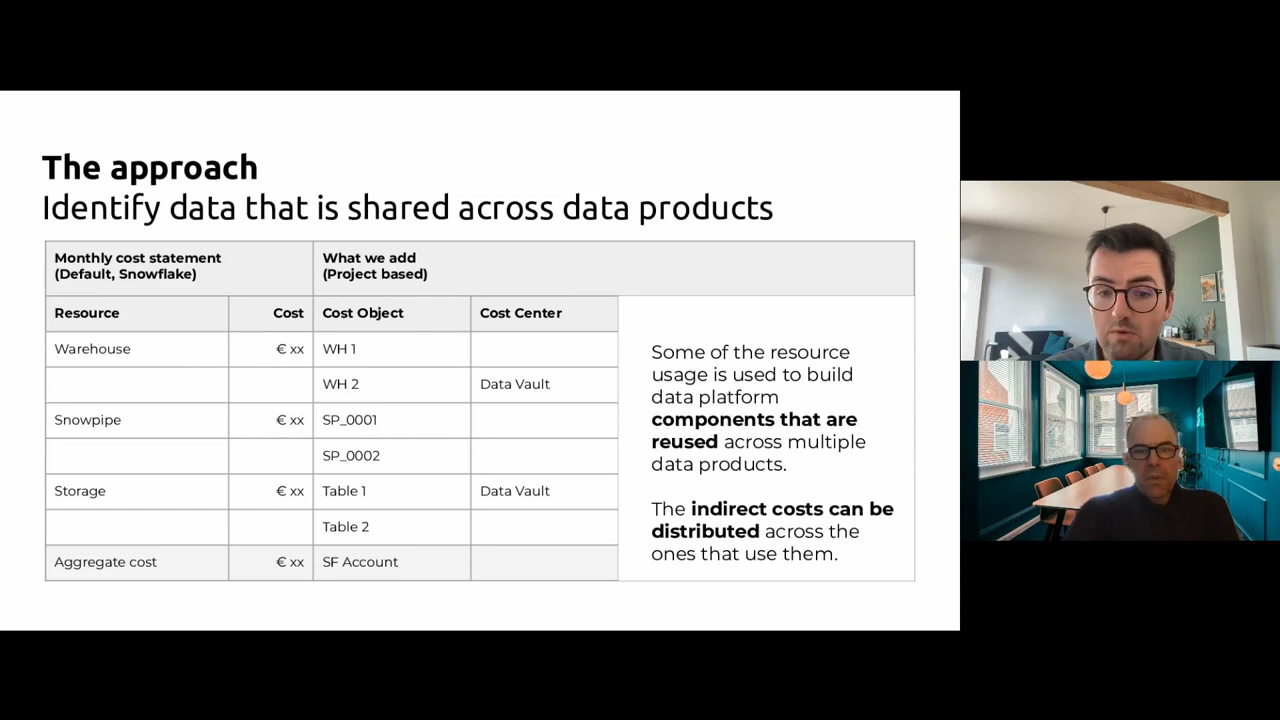 The approach
Identify data that is shared across data products
Monthly cost statement
(Default, Snowflake)
What we add
(Project based)
Resource
Cost
Cost Object
Cost Center
Warehouse
€ xx
WH 1
WH 2
Data Vault
Snowpipe
€ xx
SP_0001
SP_0002
Storage
€ xx
Table 1
Data Vault
Table 2
Aggregate cost
€ xx
SF Account
Some of the resource
usage is used to build
data platform
components that are
reused across multiple
data products.
The indirect costs can be
distributed across the
ones that use them.